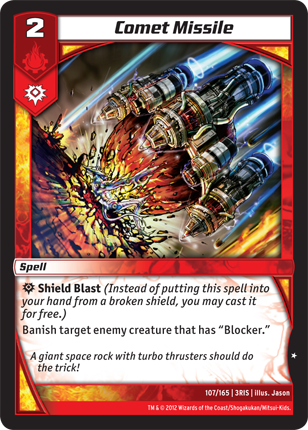 2
Comet Missile
Spell
Shield Blast (Instead of putting this spell into
your hand from a broken shield, you may cast it
for free.)
Banish target enemy creature that has “Blocker.”
A giant space rock with turbo thrusters should do
the trick!
107/165 | 3RIS | illus. Jason
TM & © 2012 Wizards of the Coast/Shogakukan/Mitsui-Kids.